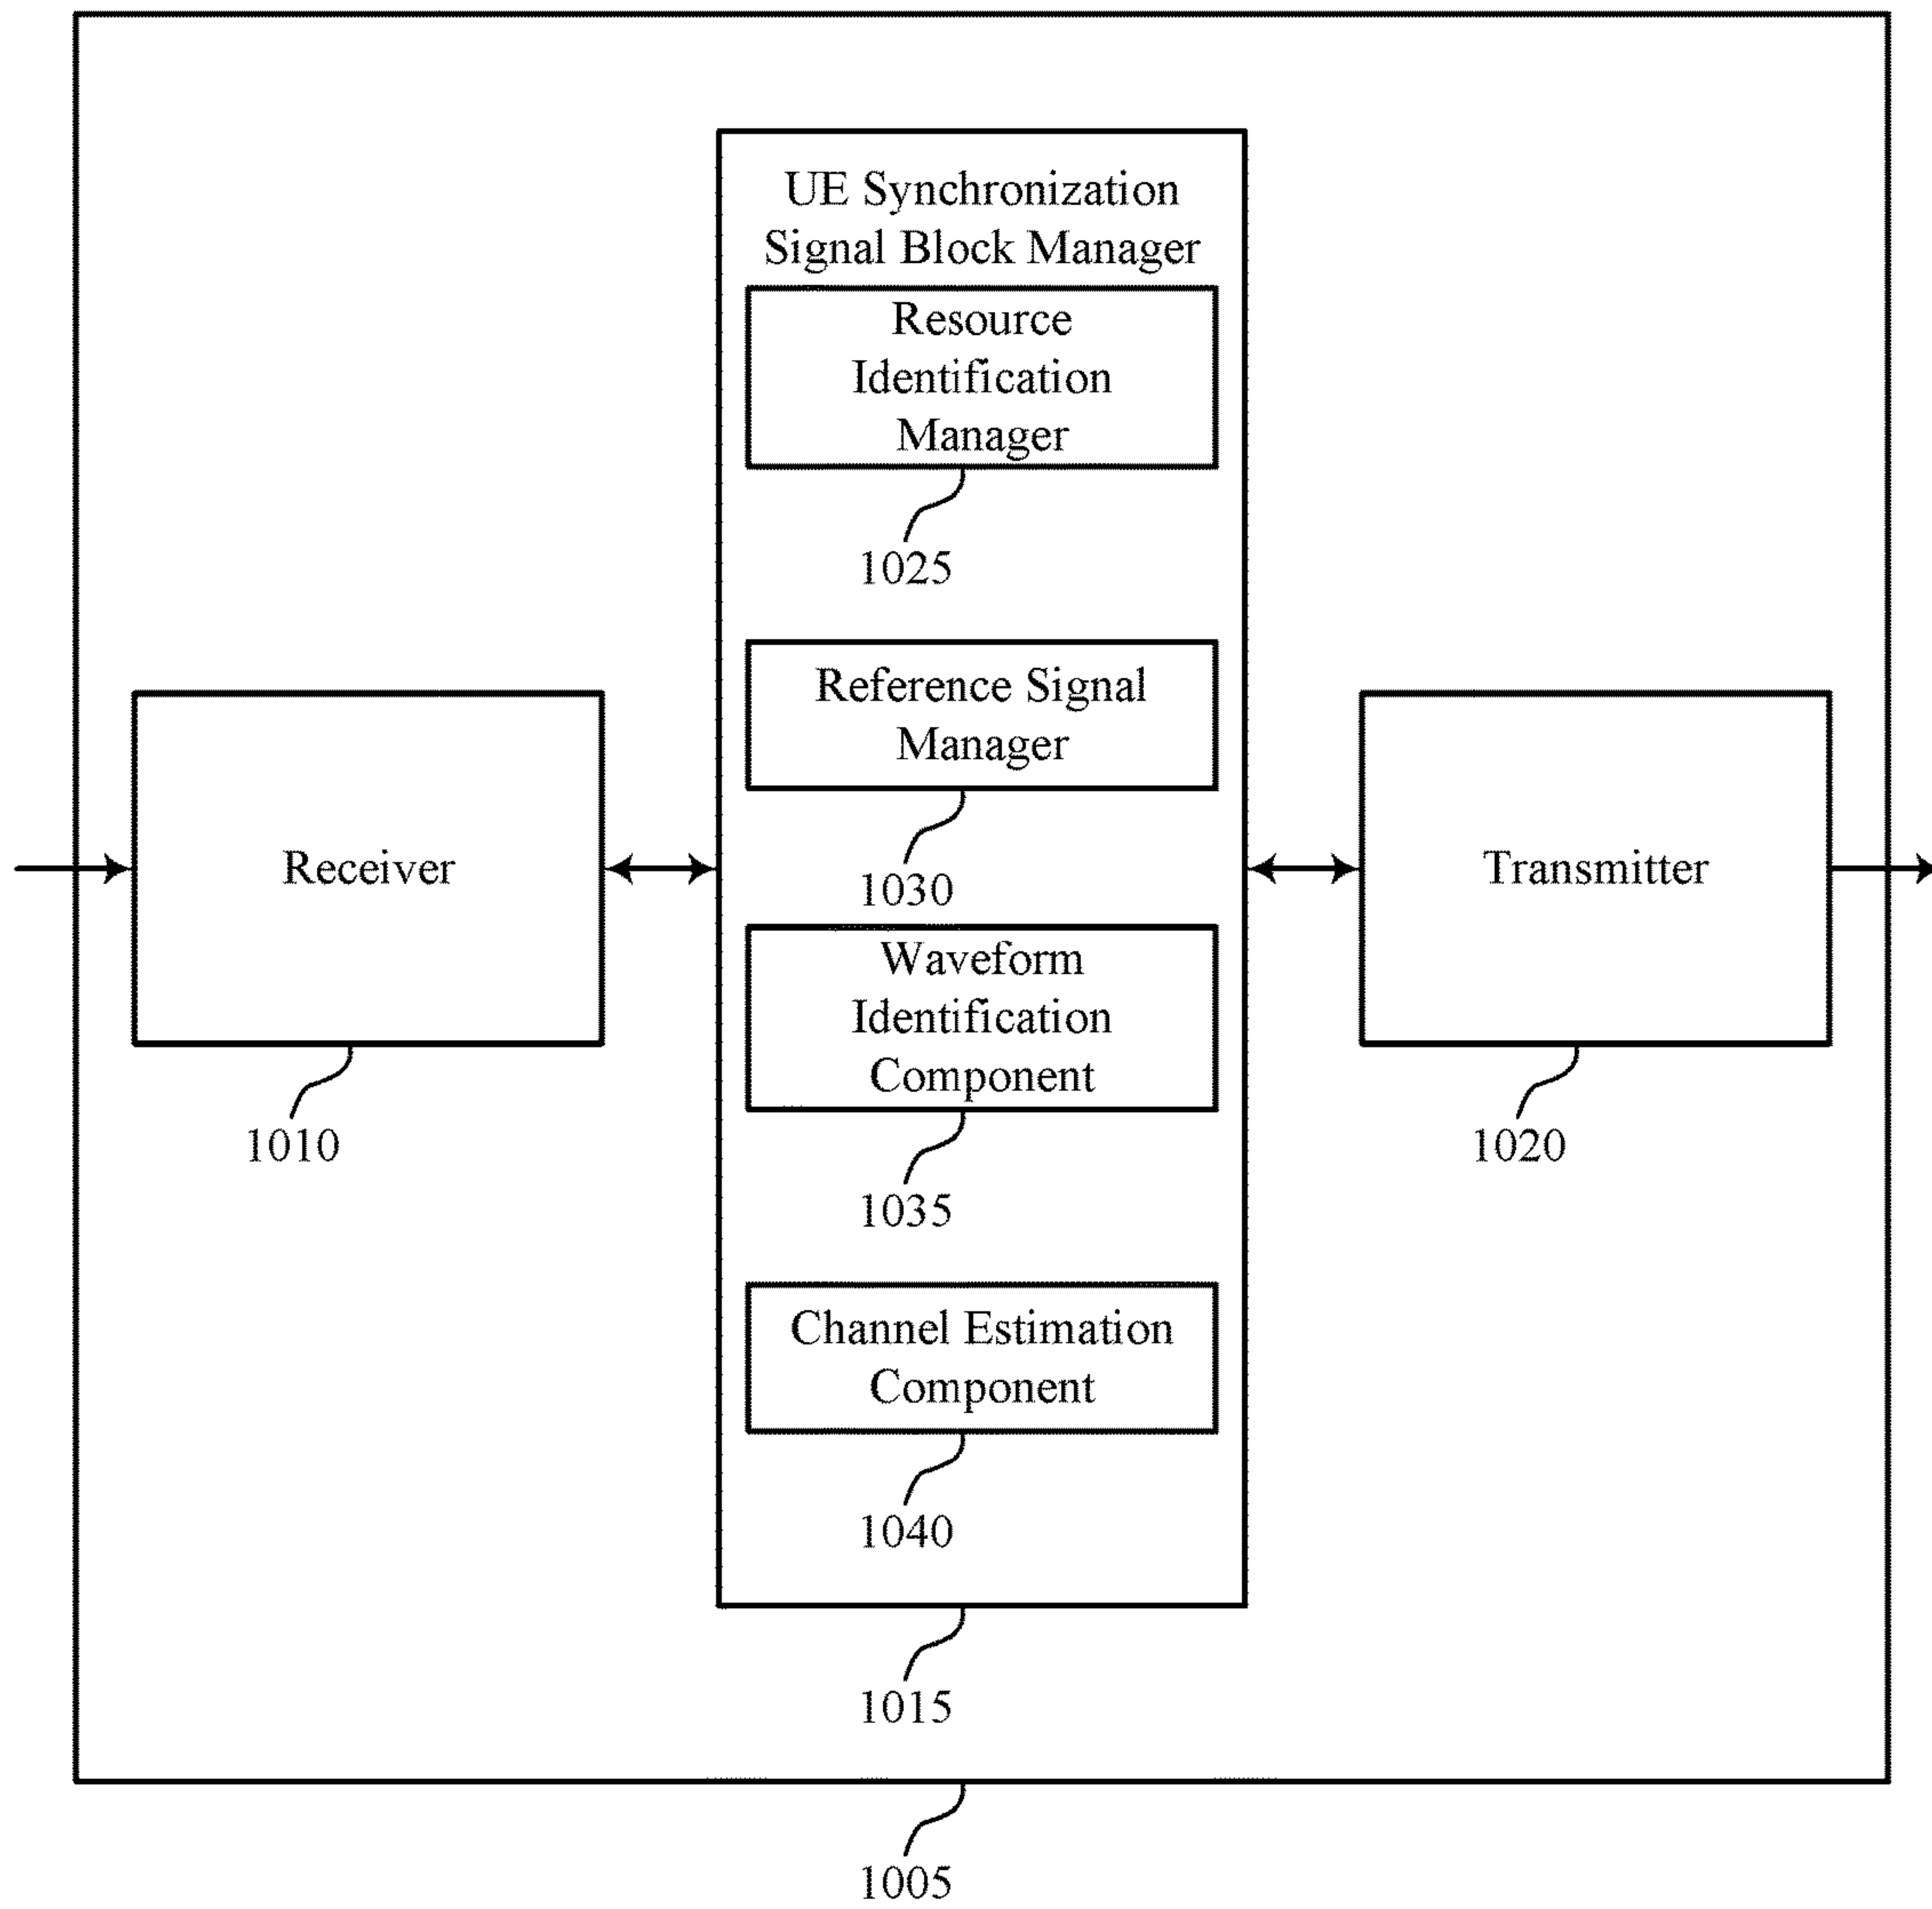 UE Synchronization
Signal Block Manager
Resource
Identification
Manager
1025
Reference Signal
Manager
1030
Waveform
Identification
Component
1035
Channel Estimation
Component
1040
1015
Receiver
1010
Transmitter
1020
1005